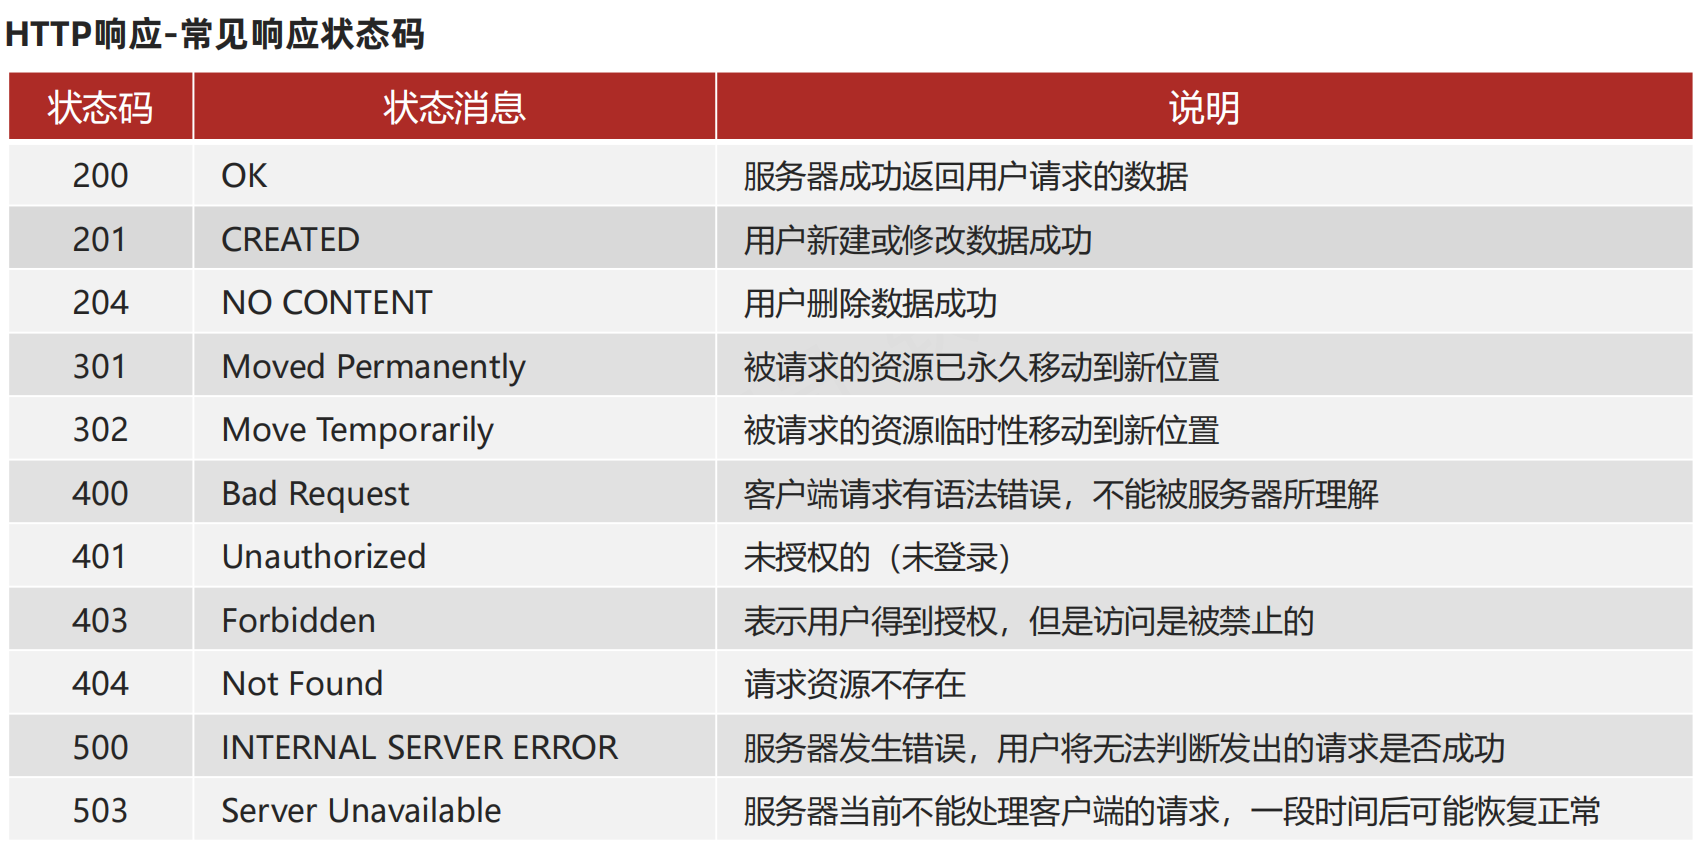 HTTP响应-常见响应状态码
状态码 状态消息 说明
200 OK 服务器成功返回用户请求的数据
201 CREATED 用户新建或修改数据成功
204 NO CONTENT 用户删除数据成功
301 Moved Permanently 被请求的资源已永久移动到新位置
302 Move Temporarily 被请求的资源临时性移动到新位置
400 Bad Request 客户端请求有语法错误，不能被服务器所理解
401 Unauthorized 未授权的（未登录）
403 Forbidden 表示用户得到授权，但是访问是被禁止的
404 Not Found 请求资源不存在
500 INTERNAL SERVER ERROR 服务器发生错误，用户将无法判断发出的请求是否成功
503 Server Unavailable 服务器当前不能处理客户端的请求，一段时间后可能恢复正常